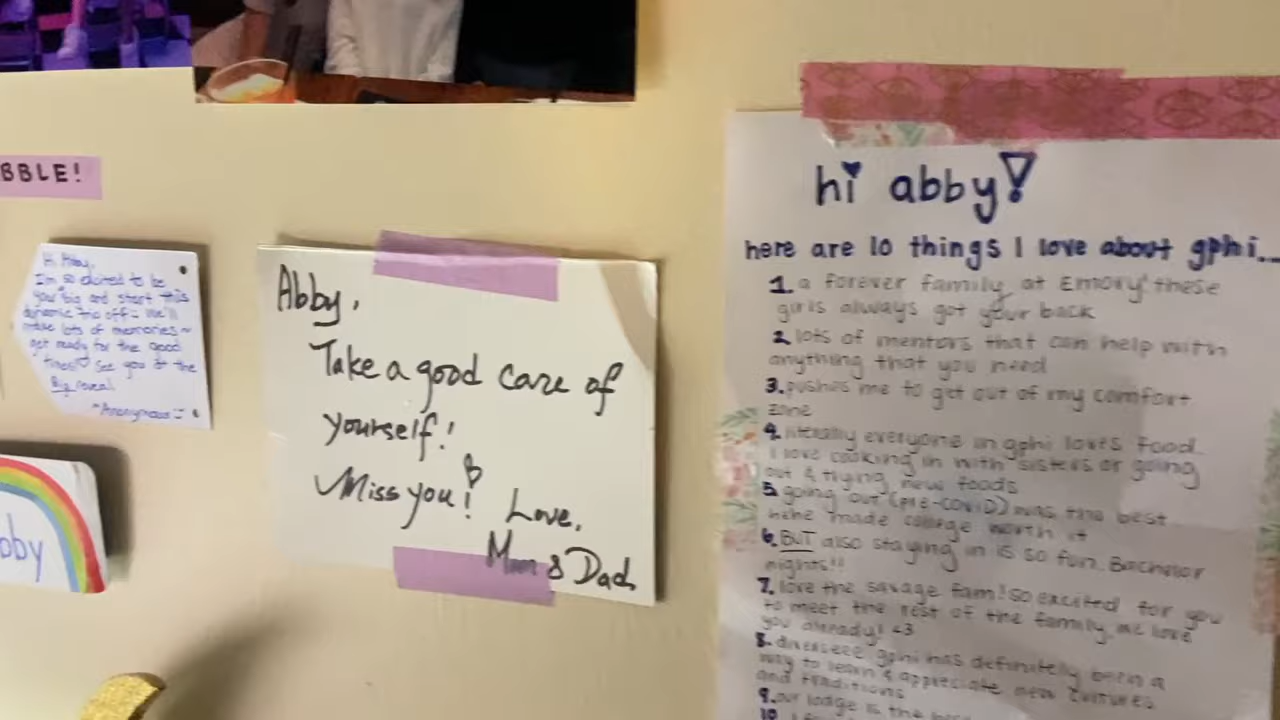 BBLE!
Hi Abby,
I'm so excited to be
your big and start this
dynamic duo off :) We'll
make lots of memories ~
get ready for the good
times! See you at the
Big reveal
~Anonymous :)
bby
Abby,
Take a good care of
yourself!
Miss you!
Love,
Mom & Dad
hi abby!
here are 10 things I love about gphi...
1. a forever family at Emory! these
girls always got your back
2. lots of mentors that can help with
anything that you need
3. pushes me to get out of my comfort
zone
4. literally everyone in gphi loves food.
I love cooking in with sisters or going
out & trying new foods
5. going out (pre-COVID) was the best
hehe made college worth it
6. BUT also staying in is so fun. Bachelor
nights!!
7. love the savage fam! so excited for you
to meet the rest of the family, we love
you already! <3
8. diverseee gphi has definitely been a
way to learn & appreciate new cultures
and traditions
9. our lodge is the
10.